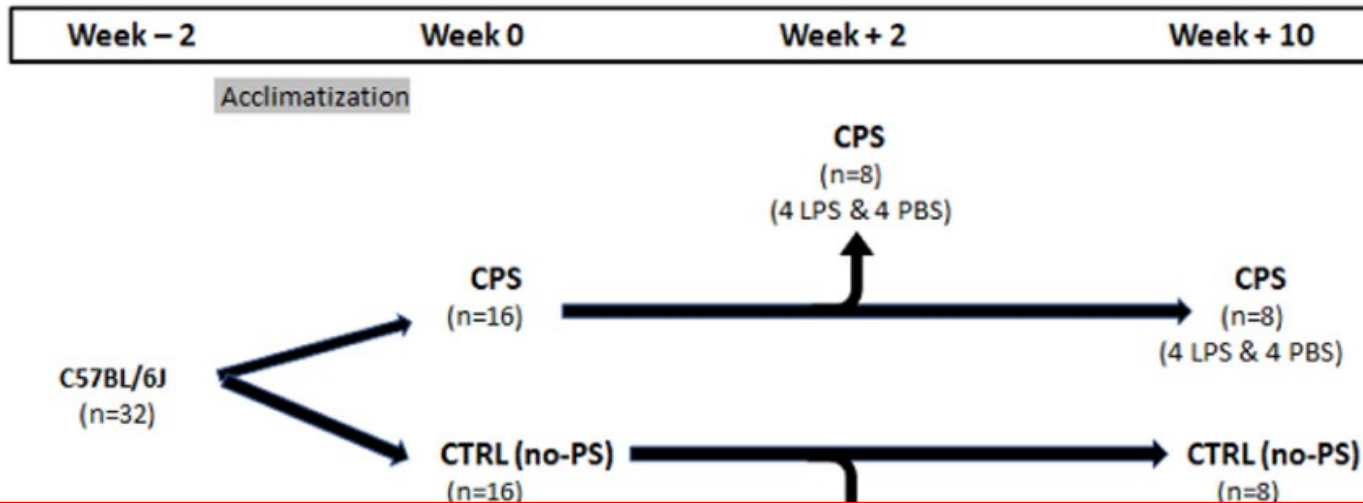 Week – 2 Week 0 Week + 2 Week + 10
Acclimatization
CPS
(n=8)
(4 LPS & 4 PBS)
CPS
(n=16)
CPS
(n=8)
(4 LPS & 4 PBS)
C57BL/6J
(n=32)
CTRL (no-PS)
(n=16)
CTRL (no-PS)
(n=8)